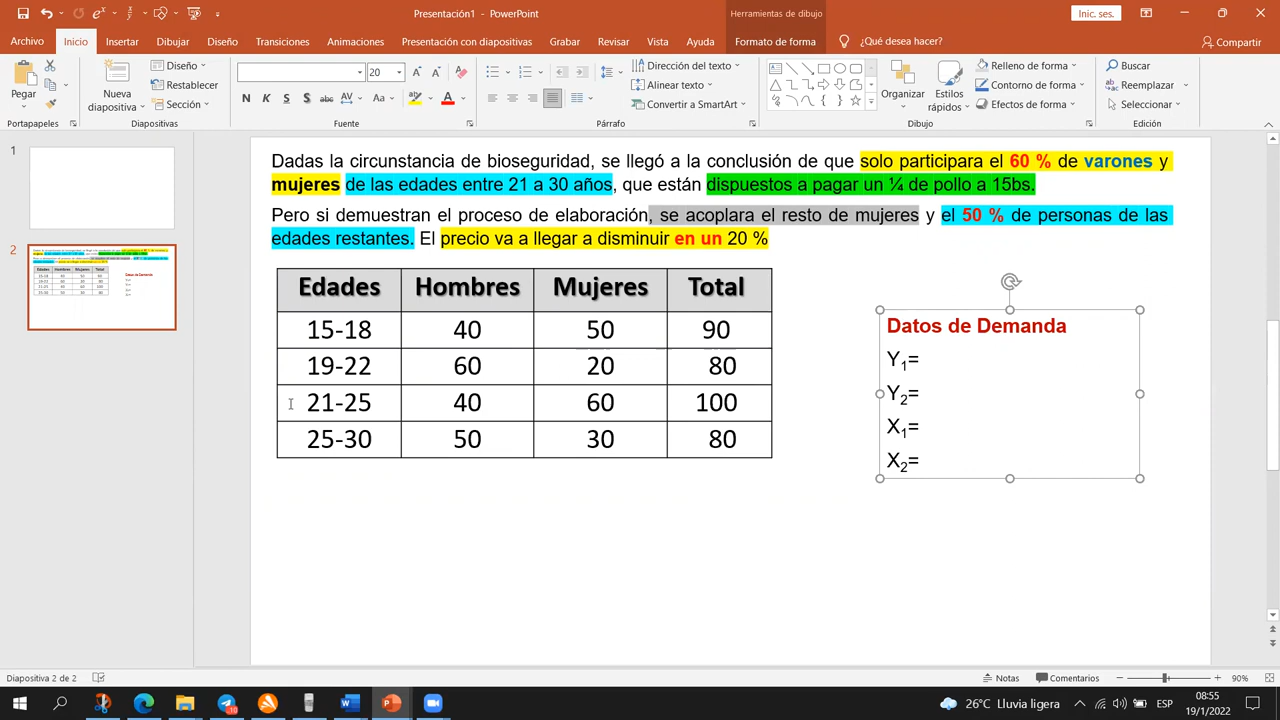 Presentación1 - PowerPoint
Herramientas de dibujo
Inic. ses.
Archivo Inicio Insertar Dibujar Diseño Transiciones Animaciones Presentación con diapositivas Grabar Revisar Vista Ayuda Formato de forma ¿Qué desea hacer? Compartir
Pegar
Nueva diapositiva
Diseño
Restablecer
Sección
20
N K S S abc AV Aa A
Dirección del texto
Alinear texto
Convertir a SmartArt
Organizar
Estilos rápidos
Relleno de forma
Contorno de forma
Efectos de forma
Buscar
Reemplazar
Seleccionar
Portapapeles Diapositivas Fuente Párrafo Dibujo Edición
1
2
Dadas la circunstancia de bioseguridad, se llegó a la conclusión de que solo participara el 60 % de varones y
mujeres de las edades entre 21 a 30 años, que están dispuestos a pagar un ¼ de pollo a 15bs.
Pero si demuestran el proceso de elaboración, se acoplara el resto de mujeres y el 50 % de personas de las
edades restantes. El precio va a llegar a disminuir en un 20 %
Edades Hombres Mujeres Total
15-18 40 50 90
19-22 60 20 80
21-25 40 60 100
25-30 50 30 80
Datos de Demanda
Y1=
Y2=
X1=
X2=
Diapositiva 2 de 2
Notas Comentarios 90%
26°C Lluvia ligera
ESP
08:55
19/1/2022